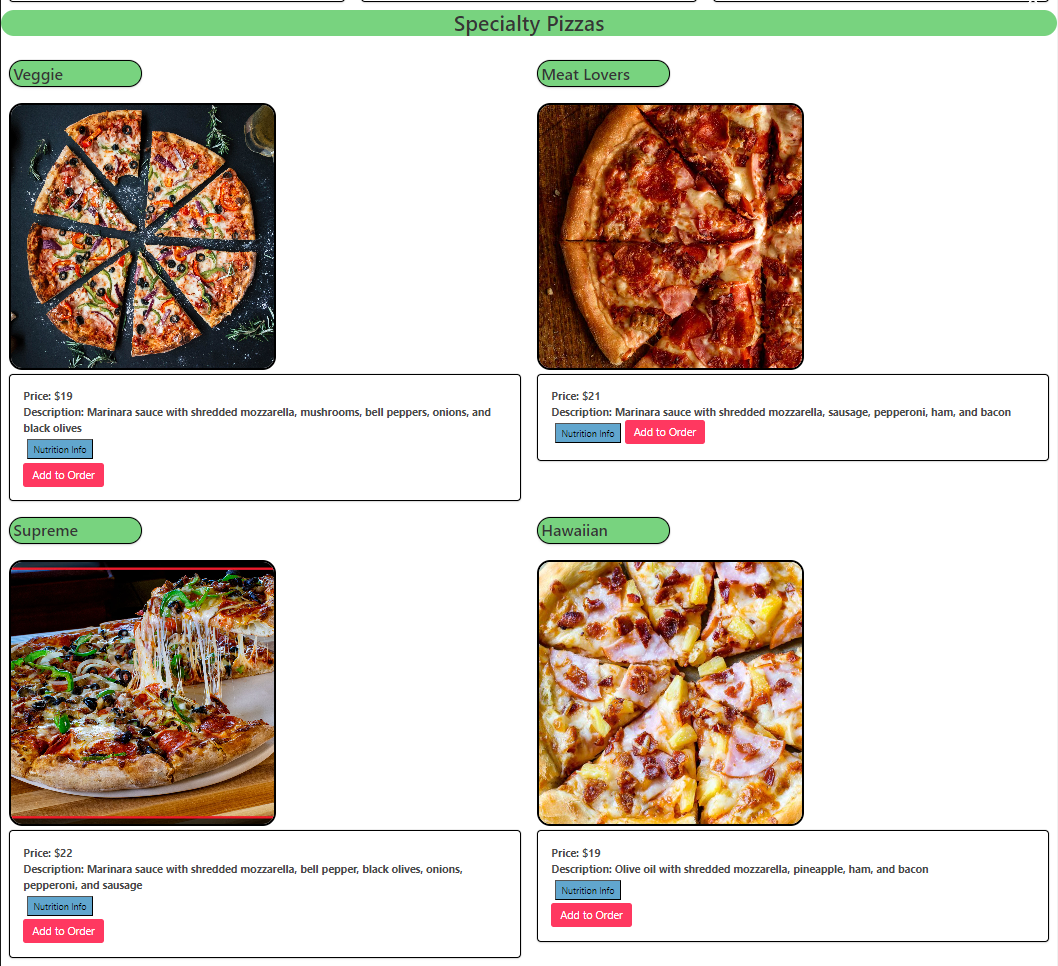 Specialty Pizzas
Veggie
Price: $19
Description: Marinara sauce with shredded mozzarella, mushrooms, bell peppers, onions, and
black olives
Nutrition Info
Add to Order
Meat Lovers
Price: $21
Description: Marinara sauce with shredded mozzarella, sausage, pepperoni, ham, and bacon
Nutrition Info Add to Order
Supreme
Price: $22
Description: Marinara sauce with shredded mozzarella, bell pepper, black olives, onions,
pepperoni, and sausage
Nutrition Info
Add to Order
Hawaiian
Price: $19
Description: Olive oil with shredded mozzarella, pineapple, ham, and bacon
Nutrition Info
Add to Order